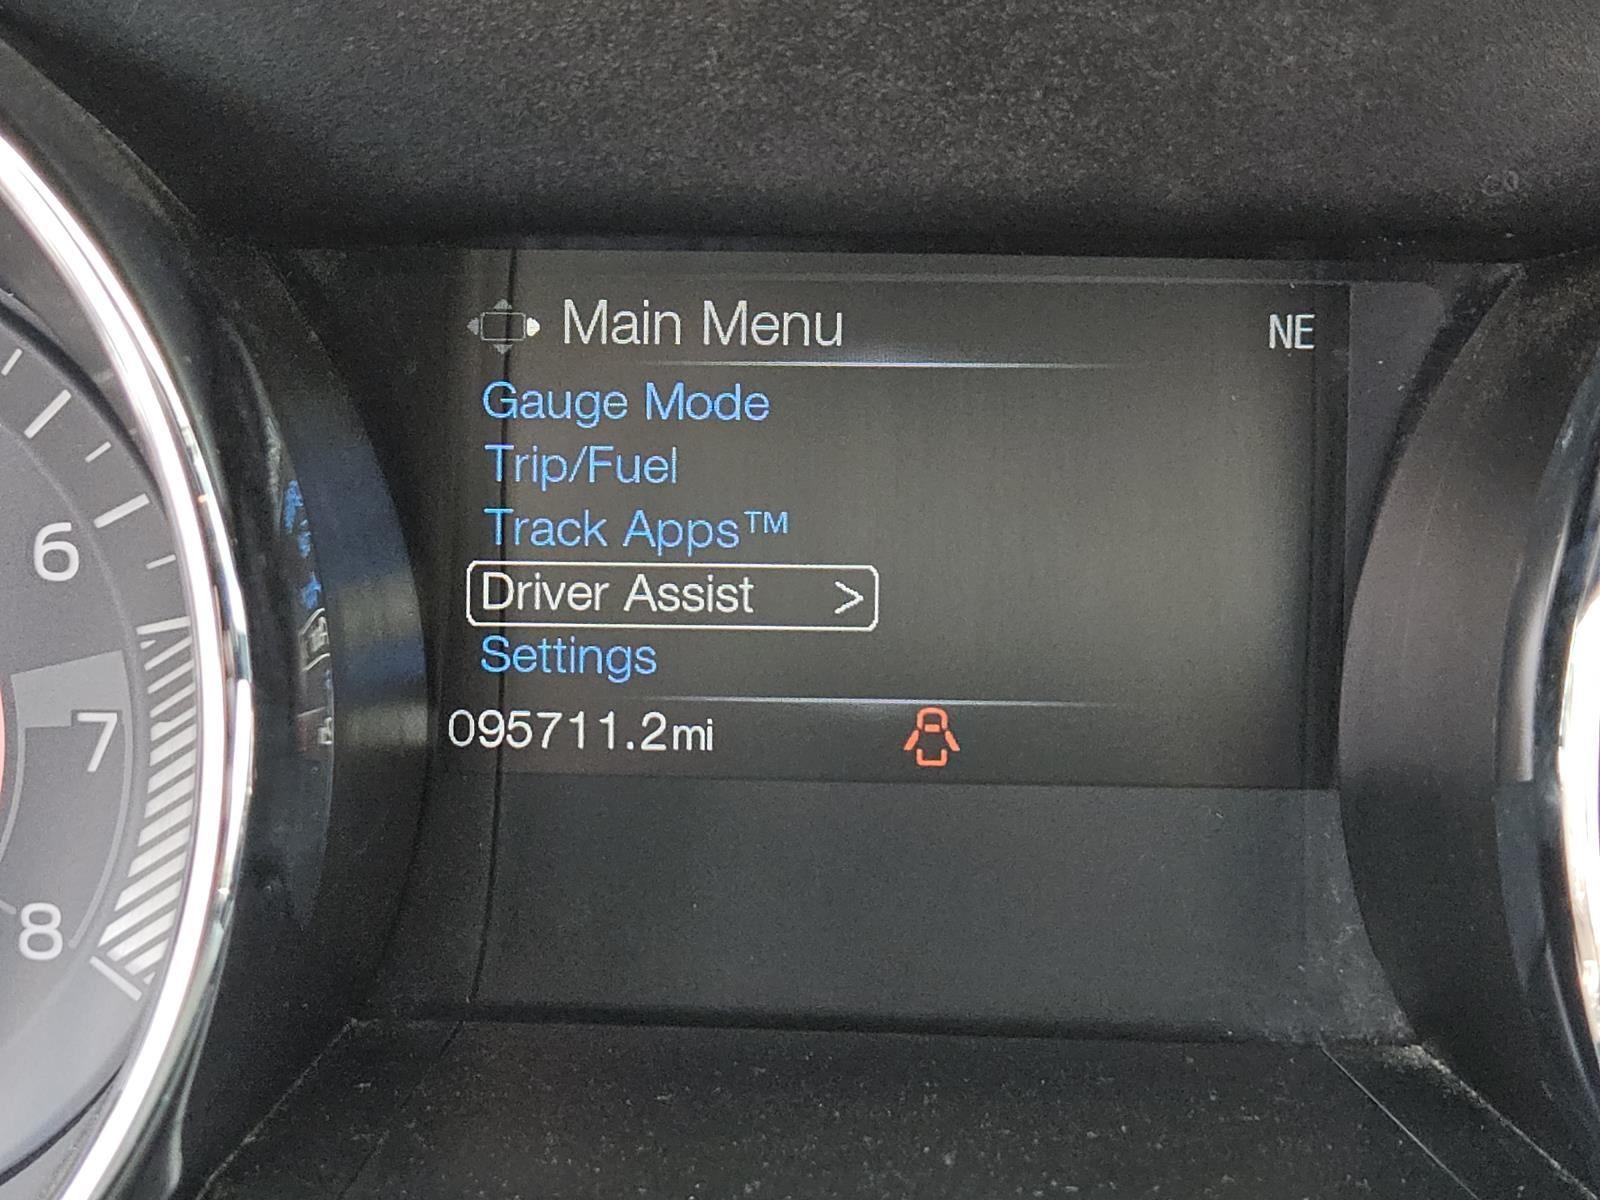 Main Menu
NE
Gauge Mode
Trip/Fuel
Track Apps™
Driver Assist >
Settings
095711.2mi
6
7
8